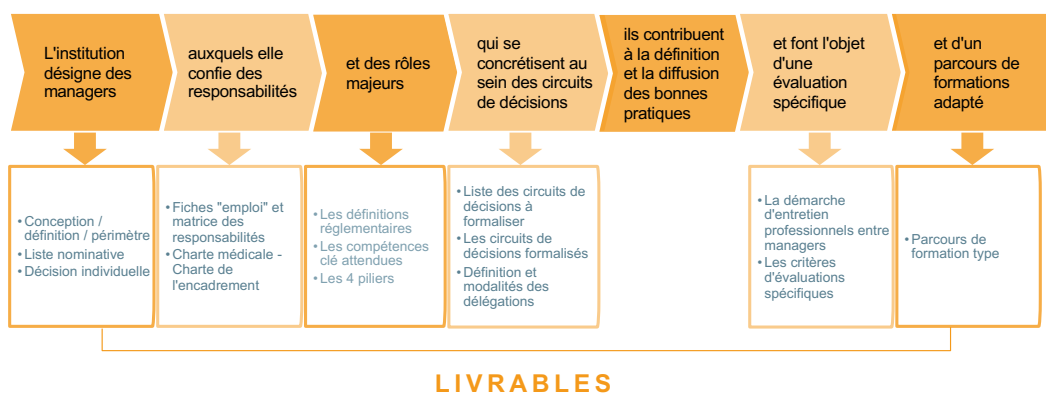 L'institution
désigne des
managers
auxquels elle
confie des
responsabilités
et des rôles
majeurs
qui se
concrétisent au
sein des circuits
de décisions
ils contribuent
à la définition
et la diffusion
des bonnes
pratiques
et font l'objet
d'une
évaluation
spécifique
et d'un
parcours de
formations
adapté
• Conception /
définition / périmètre
• Liste nominative
• Décision individuelle
• Fiches "emploi" et
matrice des
responsabilités
• Charte médicale -
Charte de
l'encadrement
• Les définitions
réglementaires
• Les compétences
clé attendues
• Les 4 piliers
• Liste des circuits de
décisions à
formaliser
• Les circuits de
décisions formalisés
• Définition et
modalités des
délégations
• La démarche
d'entretien
professionnels entre
managers
• Les critères
d'évaluations
spécifiques
• Parcours de
formation type
LIVRABLES